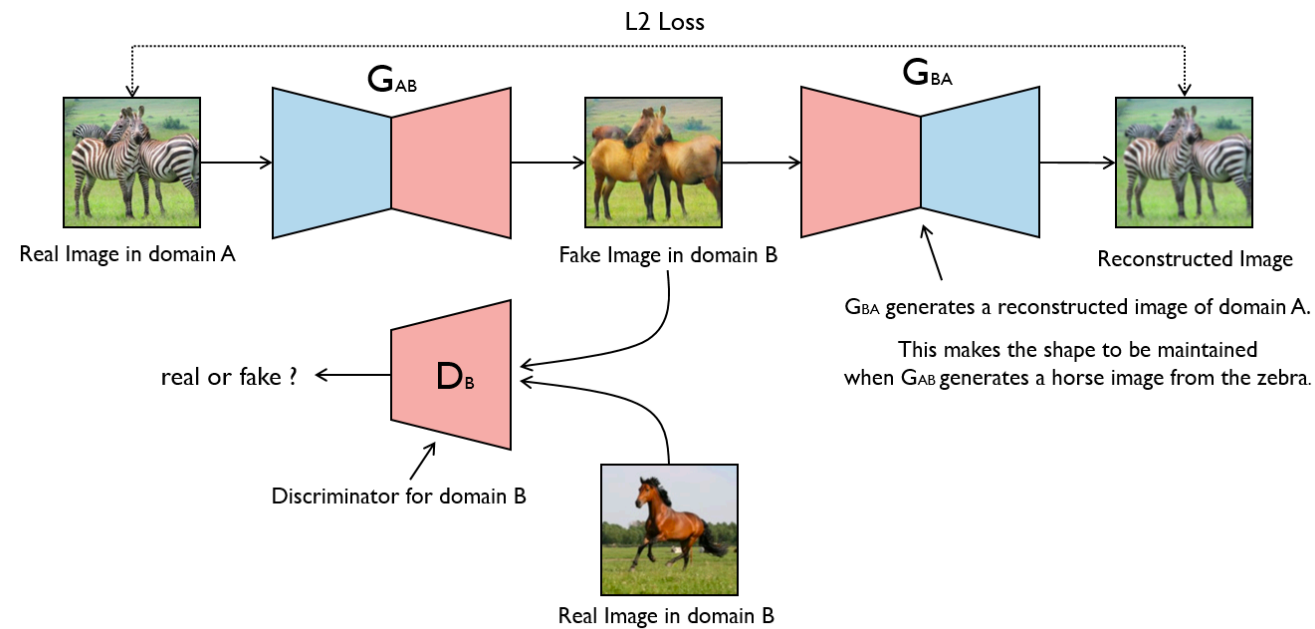 L2 Loss
GAB
GBA
Real Image in domain A
Fake Image in domain B
Reconstructed Image
GBA generates a reconstructed image of domain A.
This makes the shape to be maintained
when GAB generates a horse image from the zebra.
real or fake ?
DB
Discriminator for domain B
Real Image in domain B